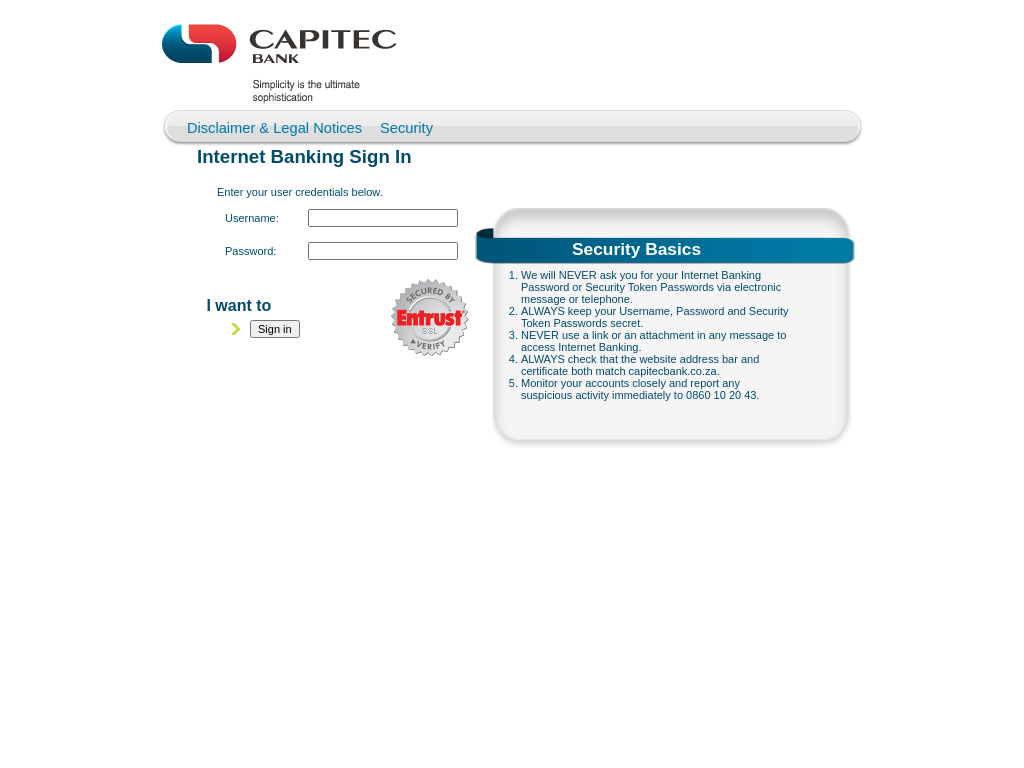 CAPITEC
BANK
Simplicity is the ultimate
sophistication
Disclaimer & Legal Notices Security
Internet Banking Sign In
Enter your user credentials below.
Username:
Password:
I want to
Sign in
SECURED BY
Entrust®
SSL
▶VERIFY
Security Basics
1. We will NEVER ask you for your Internet Banking
Password or Security Token Passwords via electronic
message or telephone.
2. ALWAYS keep your Username, Password and Security
Token Passwords secret.
3. NEVER use a link or an attachment in any message to
access Internet Banking.
4. ALWAYS check that the website address bar and
certificate both match capitecbank.co.za.
5. Monitor your accounts closely and report any
suspicious activity immediately to 0860 10 20 43.